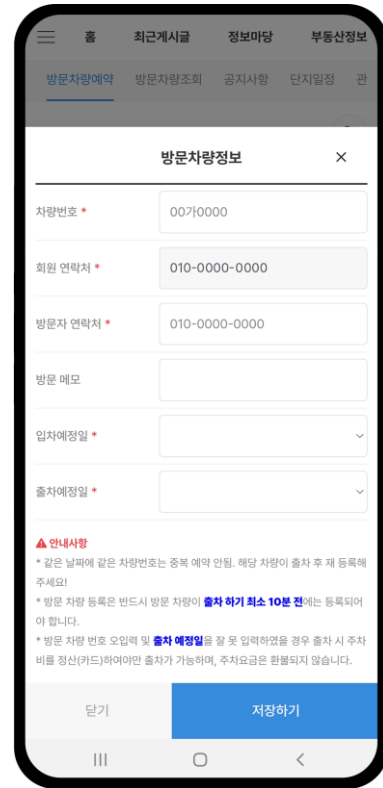 홈 최근게시글 정보마당 부동산정보
방문차량예약 방문차량조회 공지사항 단지일정 관
방문차량정보 ×
차량번호 * 00가0000
회원 연락처 * 010-0000-0000
방문자 연락처 * 010-0000-0000
방문 메모
입차예정일 *
출차예정일 *
안내사항
* 같은 날짜에 같은 차량번호는 중복 예약 안됨. 해당 차량이 출차 후 재 등록해
주세요!
* 방문 차량 등록은 반드시 방문 차량이 출차 하기 최소 10분 전에는 등록되어
야 합니다.
* 방문 차량 번호 오입력 및 출차 예정일을 잘 못 입력하였을 경우 출차 시 주차
비를 정산(카드)하여야만 출차가 가능하며, 주차요금은 환불되지 않습니다.
닫기 저장하기